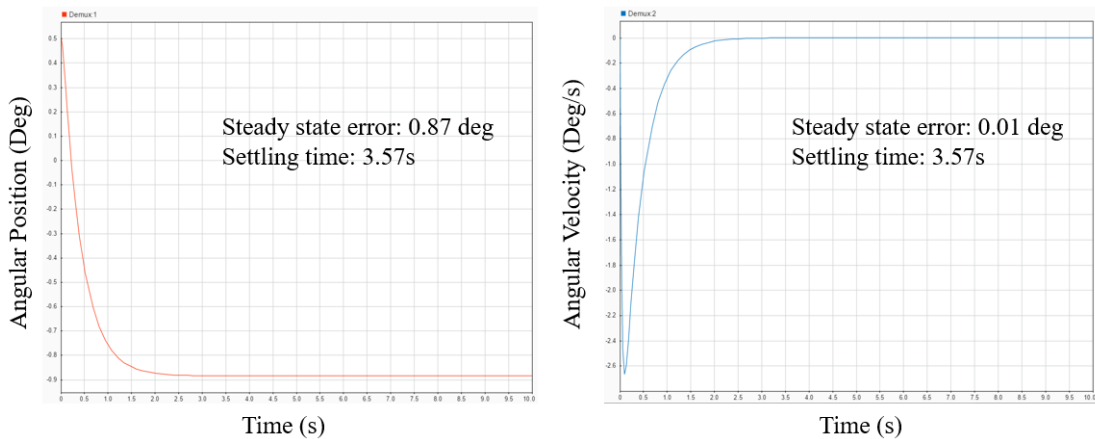 Demux:1
Angular Position (Deg)
0.5
0.4
0.3
0.2
0.1
0
-0.1
-0.2
-0.3
-0.4
-0.5
-0.6
-0.7
-0.8
-0.9
Steady state error: 0.87 deg
Settling time: 3.57s
0 0.5 1.0 1.5 2.0 2.5 3.0 3.5 4.0 4.5 5.0 5.5 6.0 6.5 7.0 7.5 8.0 8.5 9.0 9.5 10.0
Time (s)
Demux:2
Angular Velocity (Deg/s)
0
-0.2
-0.4
-0.6
-0.8
-1.0
-1.2
-1.4
-1.6
-1.8
-2.0
-2.2
-2.4
-2.6
Steady state error: 0.01 deg
Settling time: 3.57s
0 0.5 1.0 1.5 2.0 2.5 3.0 3.5 4.0 4.5 5.0 5.5 6.0 6.5 7.0 7.5 8.0 8.5 9.0 9.5 10.0
Time (s)